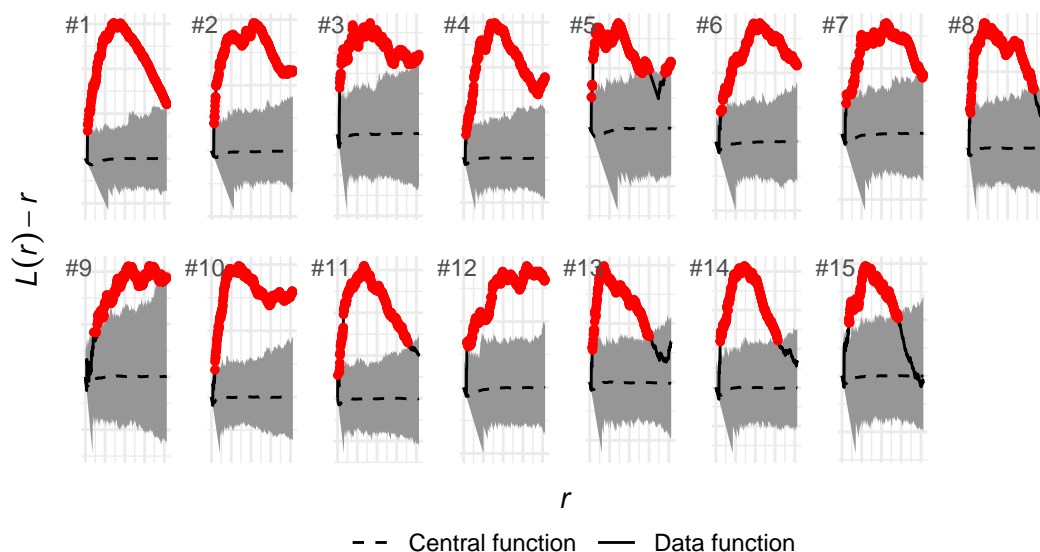 #1 #2 #3 #4 #5 #6 #7 #8
L(r) − r
#9 #10 #11 #12 #13 #14 #15
r
Central function Data function